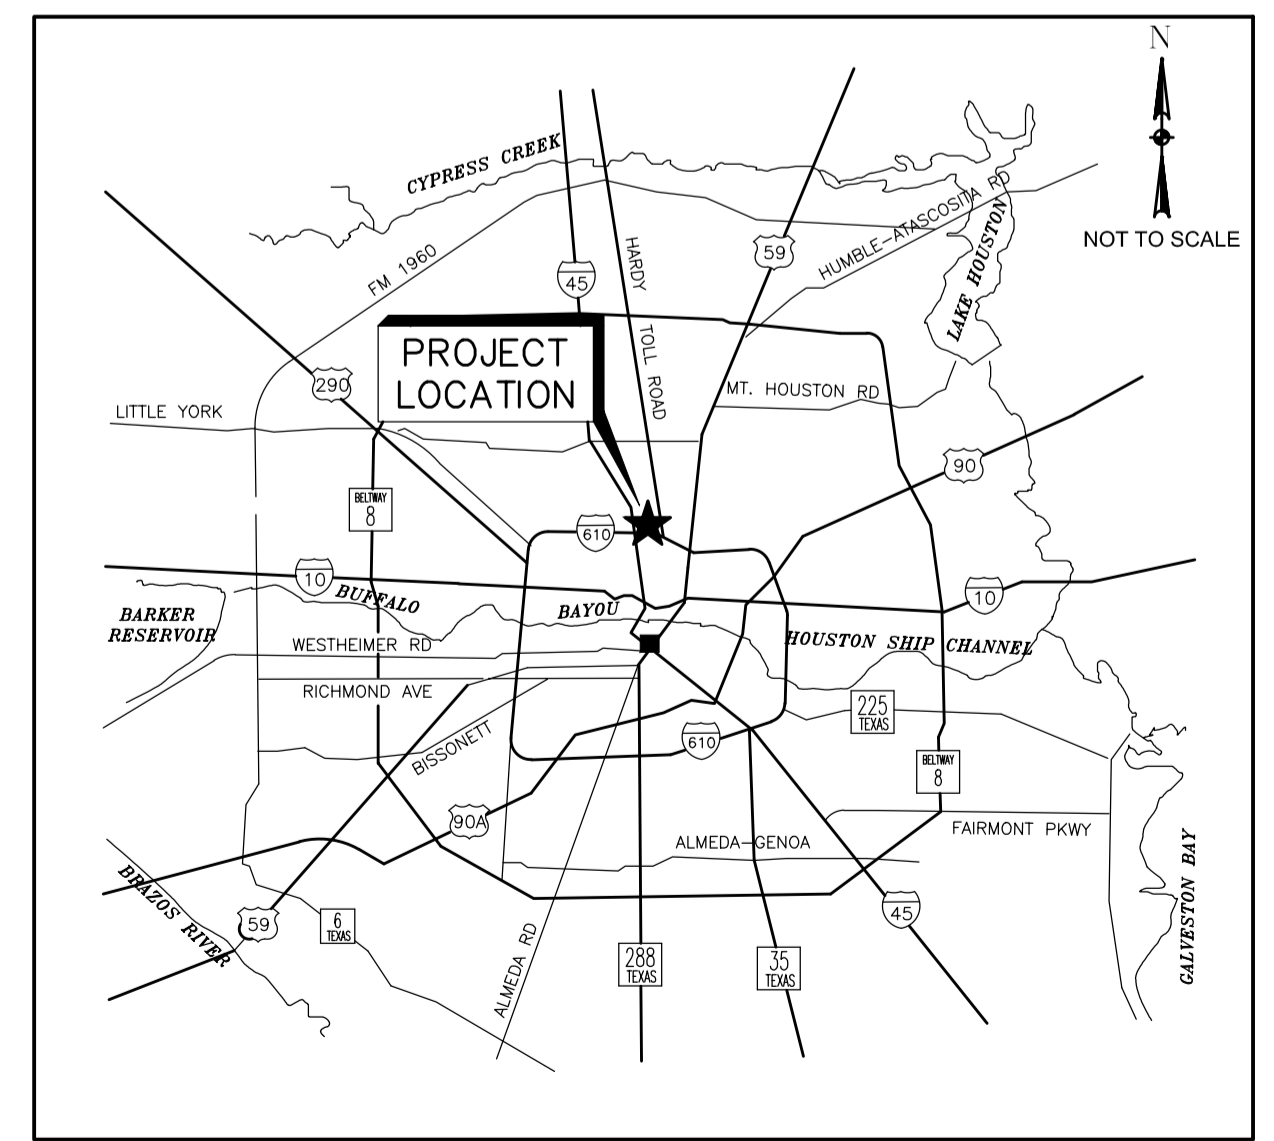 N
NOT TO SCALE
CYPRESS CREEK
HUMBLE-ATASCOSITA RD
LAKE HOUSTON
FM 1960
HARDY
TOLL ROAD
59
45
PROJECT
LOCATION
290
MT. HOUSTON RD
LITTLE YORK
90
BELTWAY
8
610
10
BUFFALO
BAYOU
10
BARKER
RESERVOIR
WESTHEIMER RD
HOUSTON SHIP CHANNEL
RICHMOND AVE
225
TEXAS
BISSONETT
610
BELTWAY
8
90A
ALMEDA-GENOA
FAIRMONT PKWY
BRAZOS RIVER
59
6
TEXAS
ALMEDA RD
288
TEXAS
35
TEXAS
45
GALVESTON BAY